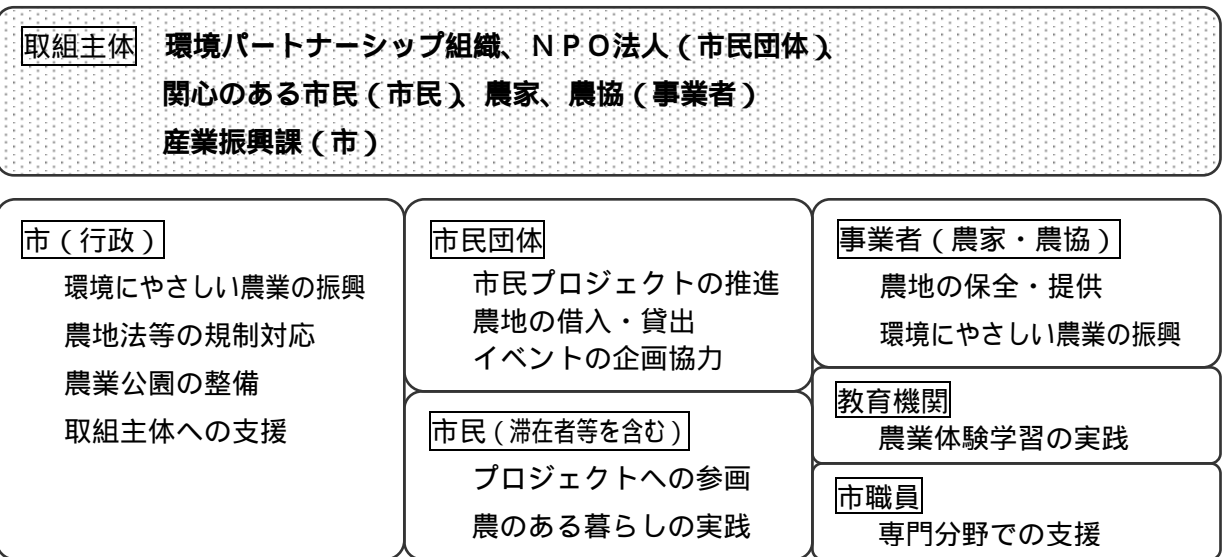 取組主体　環境パートナーシップ組織、ＮＰＯ法人（市民団体）、
関心のある市民（市民）、農家、農協（事業者）
産業振興課（市）
市（行政）
環境にやさしい農業の振興
農地法等の規制対応
農業公園の整備
取組主体への支援
市民団体
市民プロジェクトの推進
農地の借入・貸出
イベントの企画協力
市民（滞在者等を含む）
プロジェクトへの参画
農のある暮らしの実践
事業者（農家・農協）
農地の保全・提供
環境にやさしい農業の振興
教育機関
農業体験学習の実践
市職員
専門分野での支援